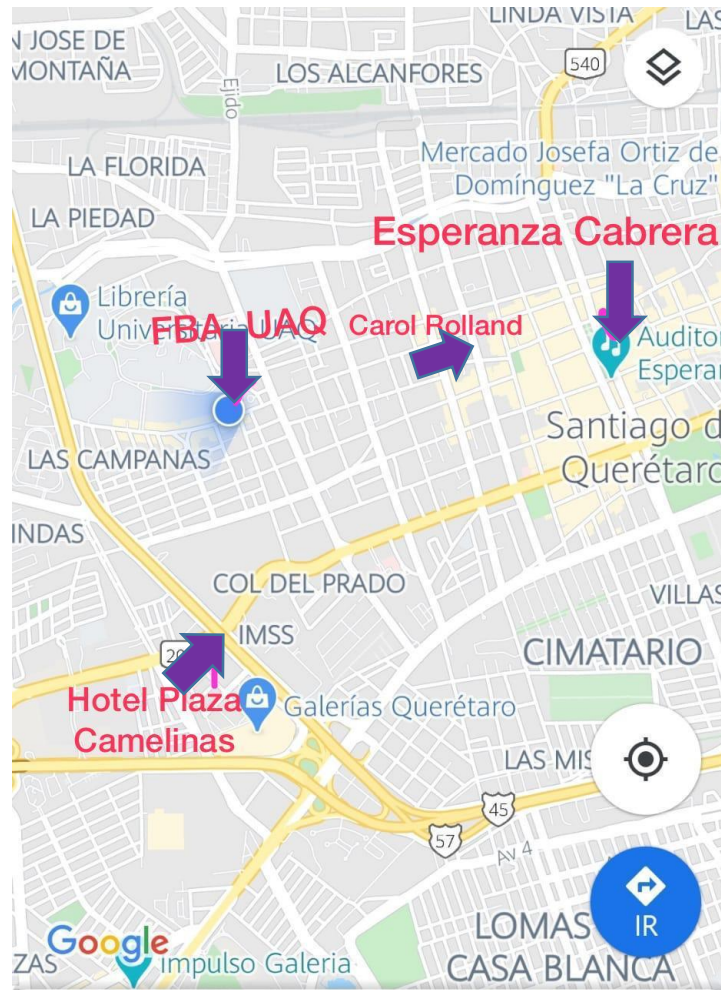 LINDA VISTA
LAS
N JOSE DE
MONTAÑA
LOS ALCANFORES
540
Ejido
LA FLORIDA
Mercado Josefa Ortiz de
Domínguez "La Cruz"
LA PIEDAD
Esperanza Cabrera
Librería
Universitaria UAQ
FBA UAQ
Carol Rolland
Auditor
Esperan
Santiago d
Querétaro
LAS CAMPANAS
INDAS
COL DEL PRADO
VILLAS
IMSS
CIMATARIO
20
Hotel Plaza
Camelinas
Galerías Querétaro
LAS MIS
45
57
Av 4
IR
LOMAS
CASA BLANCA
Google
ZAS
Impulso Galeria